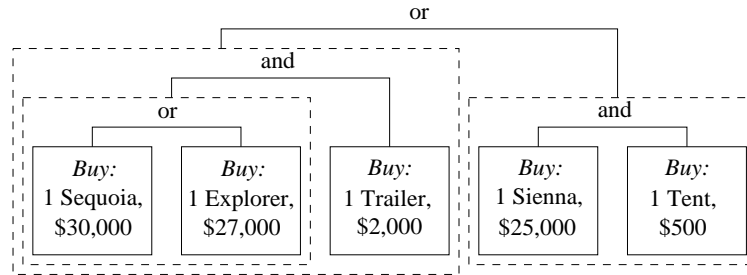 or
and
or
and
Buy:
1 Sequoia,
$30,000
Buy:
1 Explorer,
$27,000
Buy:
1 Trailer,
$2,000
Buy:
1 Sienna,
$25,000
Buy:
1 Tent,
$500